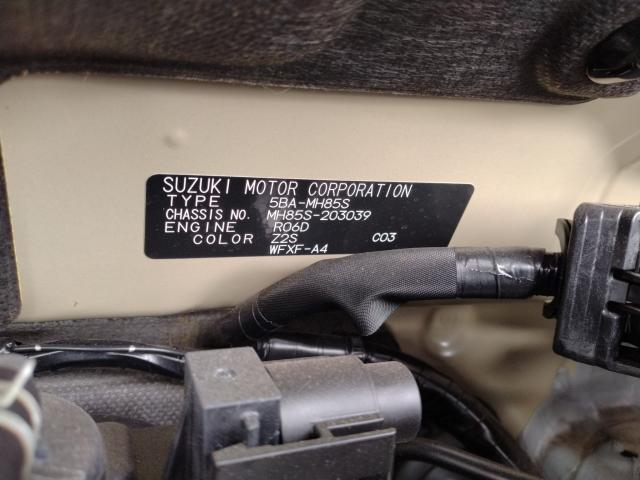 SUZUKI MOTOR CORPORATION
TYPE 5BA-MH85S
CHASSIS NO. MH85S-203039
ENGINE R06D
COLOR Z2S C03
WFXF-A4